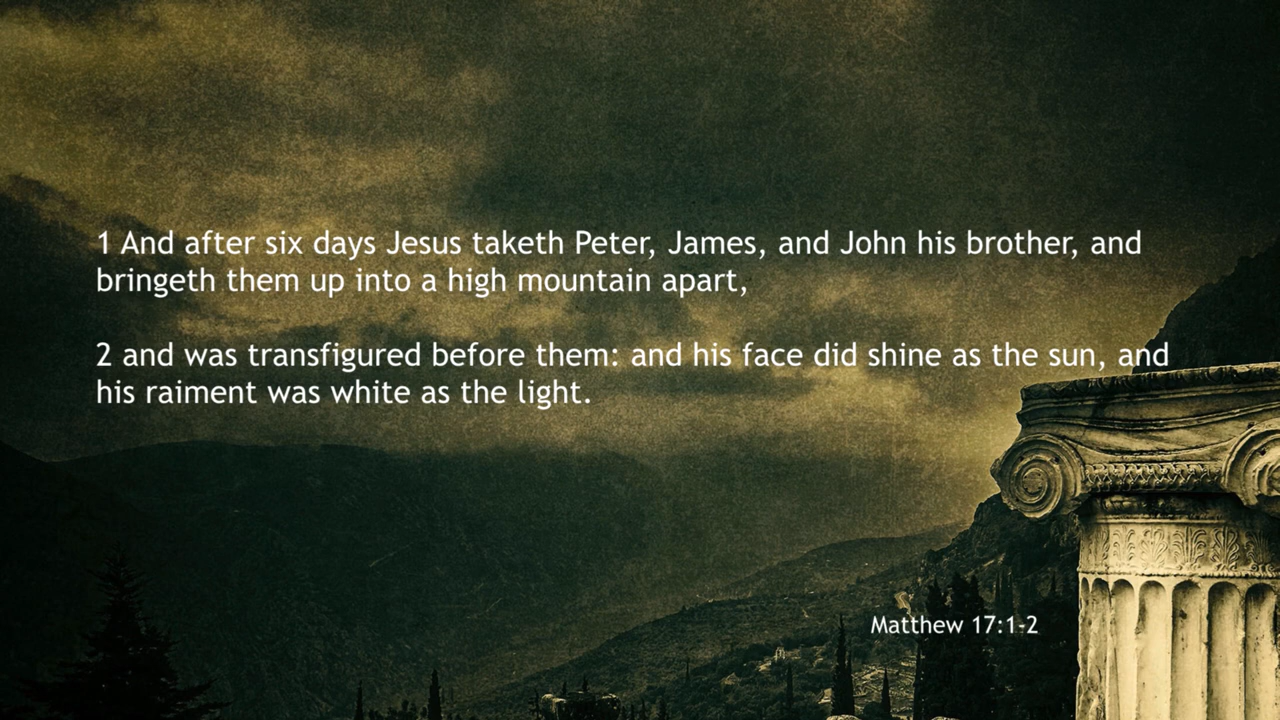 1 And after six days Jesus taketh Peter, James, and John his brother, and
bringeth them up into a high mountain apart,
2 and was transfigured before them: and his face did shine as the sun, and
his raiment was white as the light.
Matthew 17:1-2